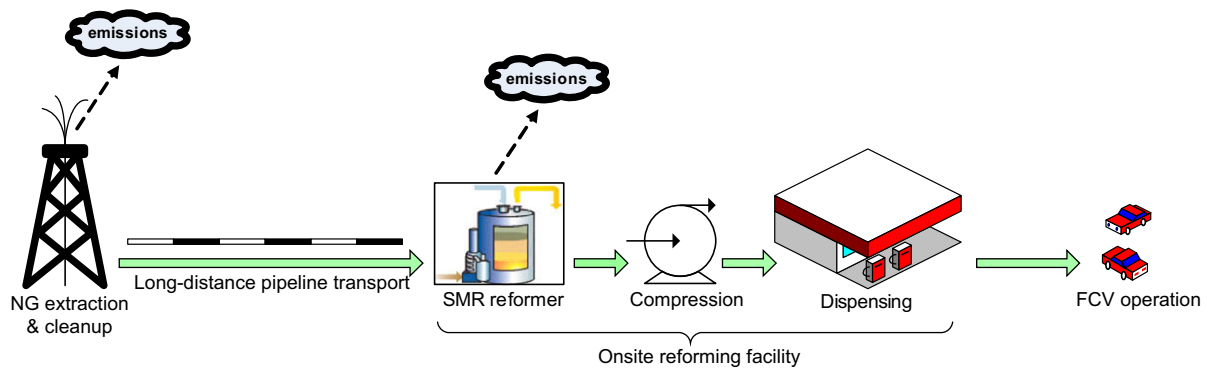 emissions
emissions
NG extraction
& cleanup
Long-distance pipeline transport
SMR reformer
Compression
Dispensing
FCV operation
Onsite reforming facility